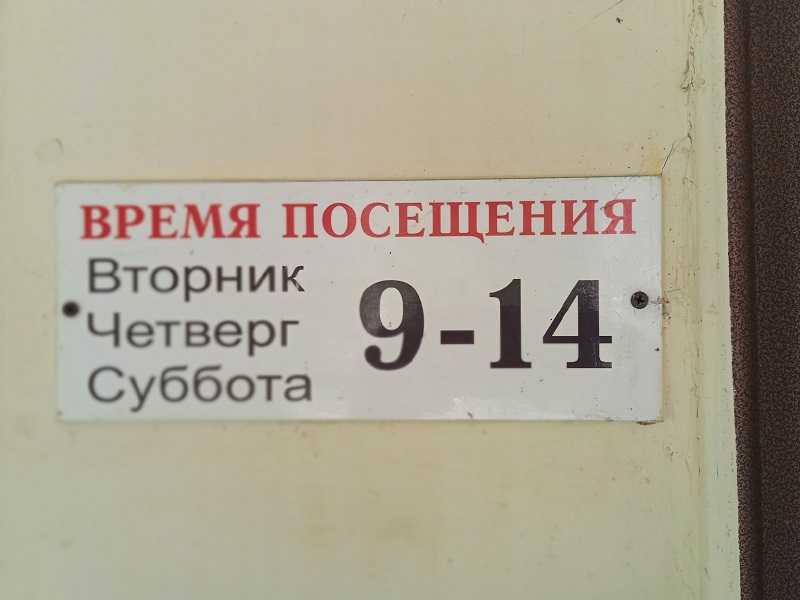 ВРЕМЯ ПОСЕЩЕНИЯ
Вторник
Четверг
Суббота
9-14